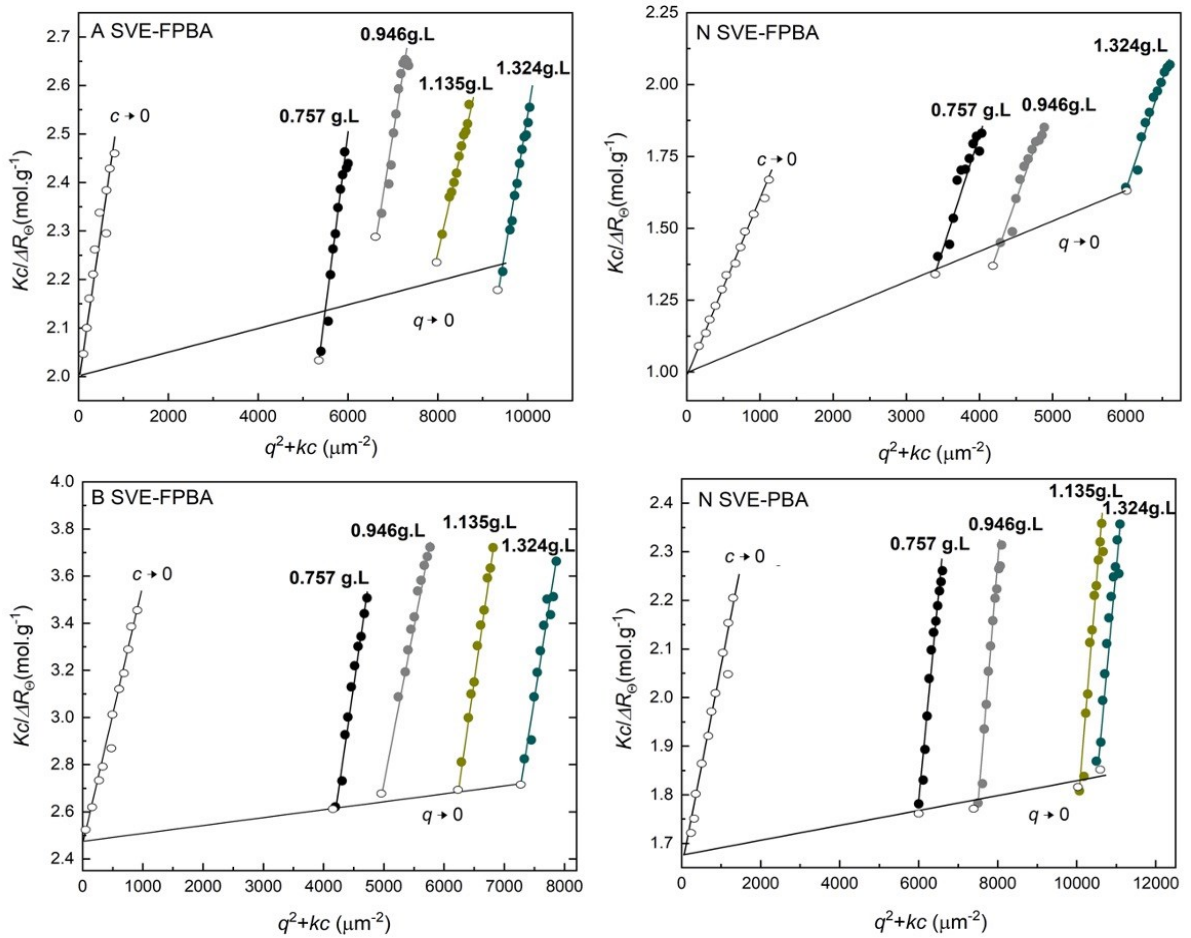 A SVE-FPBA
0.946g.L
1.324g.L
1.135g.L
0.757 g.L
c→0
q→0
2.7
2.6
2.5
2.4
2.3
2.2
2.1
2.0
Kc/ΔR_Θ(mol.g⁻¹)
0 2000 4000 6000 8000 10000
q²+kc (μm⁻²)
N SVE-FPBA
1.324g.L
0.757 g.L
0.946g.L
c→0
q→0
2.25
2.00
1.75
1.50
1.25
1.00
Kc/ΔR_Θ(mol.g⁻¹)
0 1000 2000 3000 4000 5000 6000
q²+kc (μm⁻²)
B SVE-FPBA
0.946g.L
1.135g.L
1.324g.L
0.757 g.L
c→0
q→0
4.0
3.8
3.6
3.4
3.2
3.0
2.8
2.6
2.4
Kc/ΔR_Θ(mol.g⁻¹)
0 1000 2000 3000 4000 5000 6000 7000 8000
q²+kc (μm⁻²)
N SVE-PBA
1.135g.L
1.324g.L
0.946g.L
0.757 g.L
c→0
q→0
2.4
2.3
2.2
2.1
2.0
1.9
1.8
1.7
Kc/ΔR_Θ(mol.g⁻¹)
0 2000 4000 6000 8000 10000 12000
q²+kc (μm⁻²)